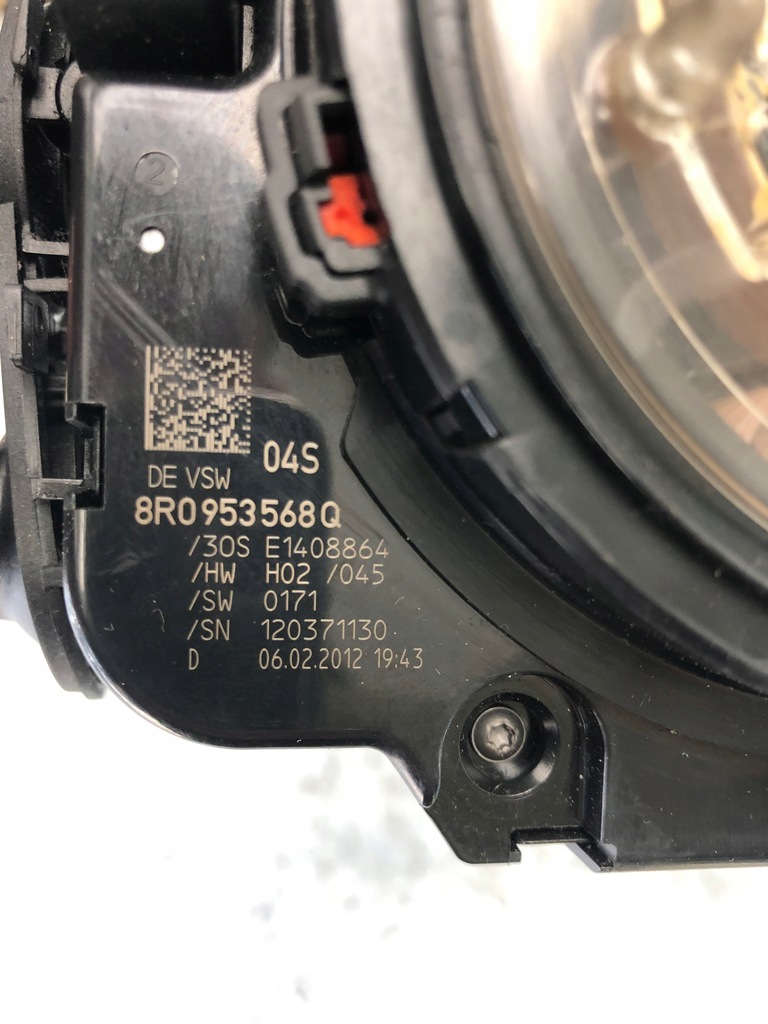 2
04S
DE VSW
8R0953568Q
/30S E1408864
/HW H02 /045
/SW 0171
/SN 120371130
D 06.02.2012 19:43